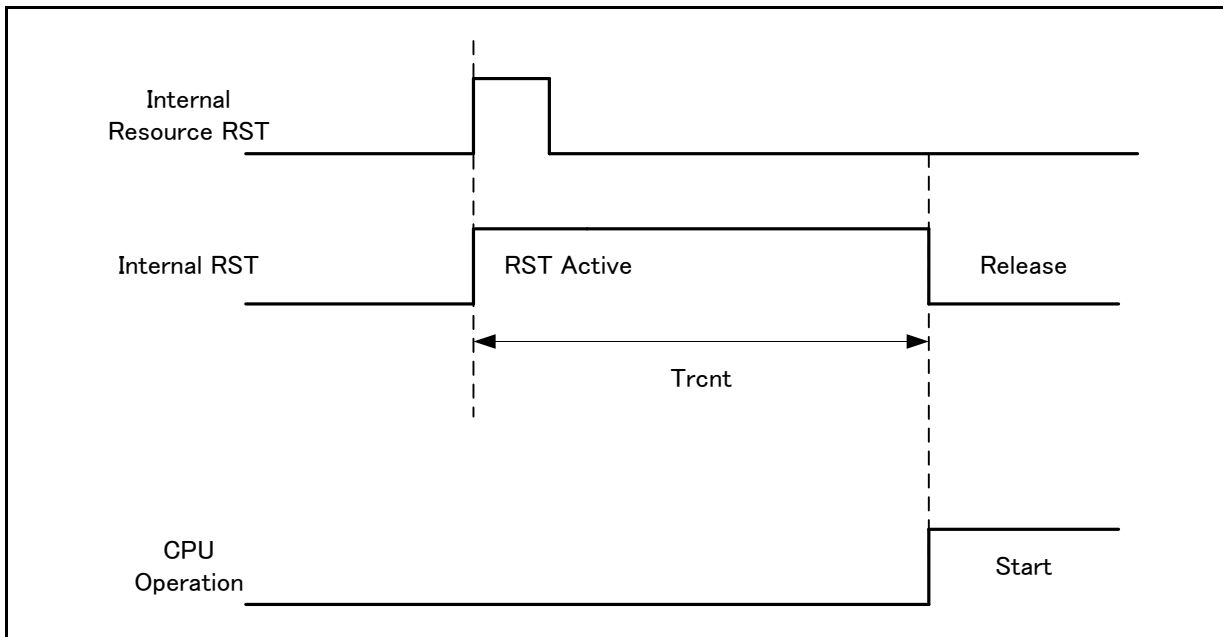 Internal
Resource RST
Internal RST
RST Active
Release
Trcnt
CPU
Operation
Start